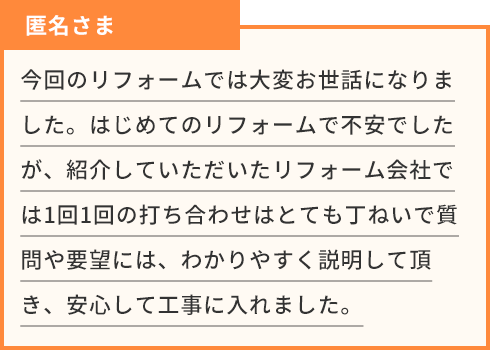 匿名さま
今回のリフォームでは大変お世話になりま
した。はじめてのリフォームで不安でした
が、紹介していただいたリフォーム会社で
は1回1回の打ち合わせはとても丁ねいで質
問や要望には、わかりやすく説明して頂
き、安心して工事に入れました。